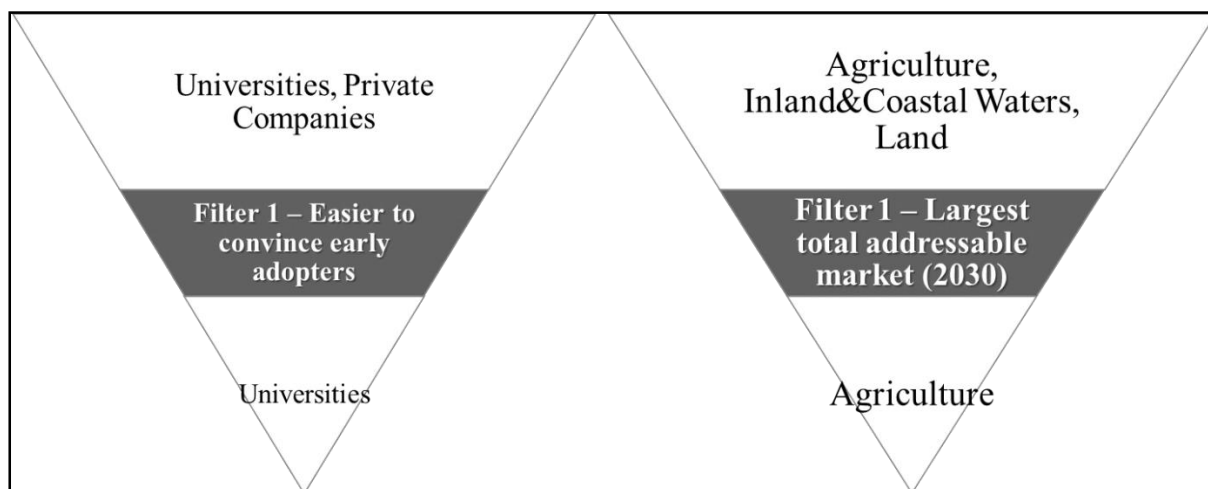 Universities, Private
Companies
Filter 1 – Easier to
convince early
adopters
Universities
Agriculture,
Inland&Coastal Waters,
Land
Filter 1 – Largest
total addressable
market (2030)
Agriculture